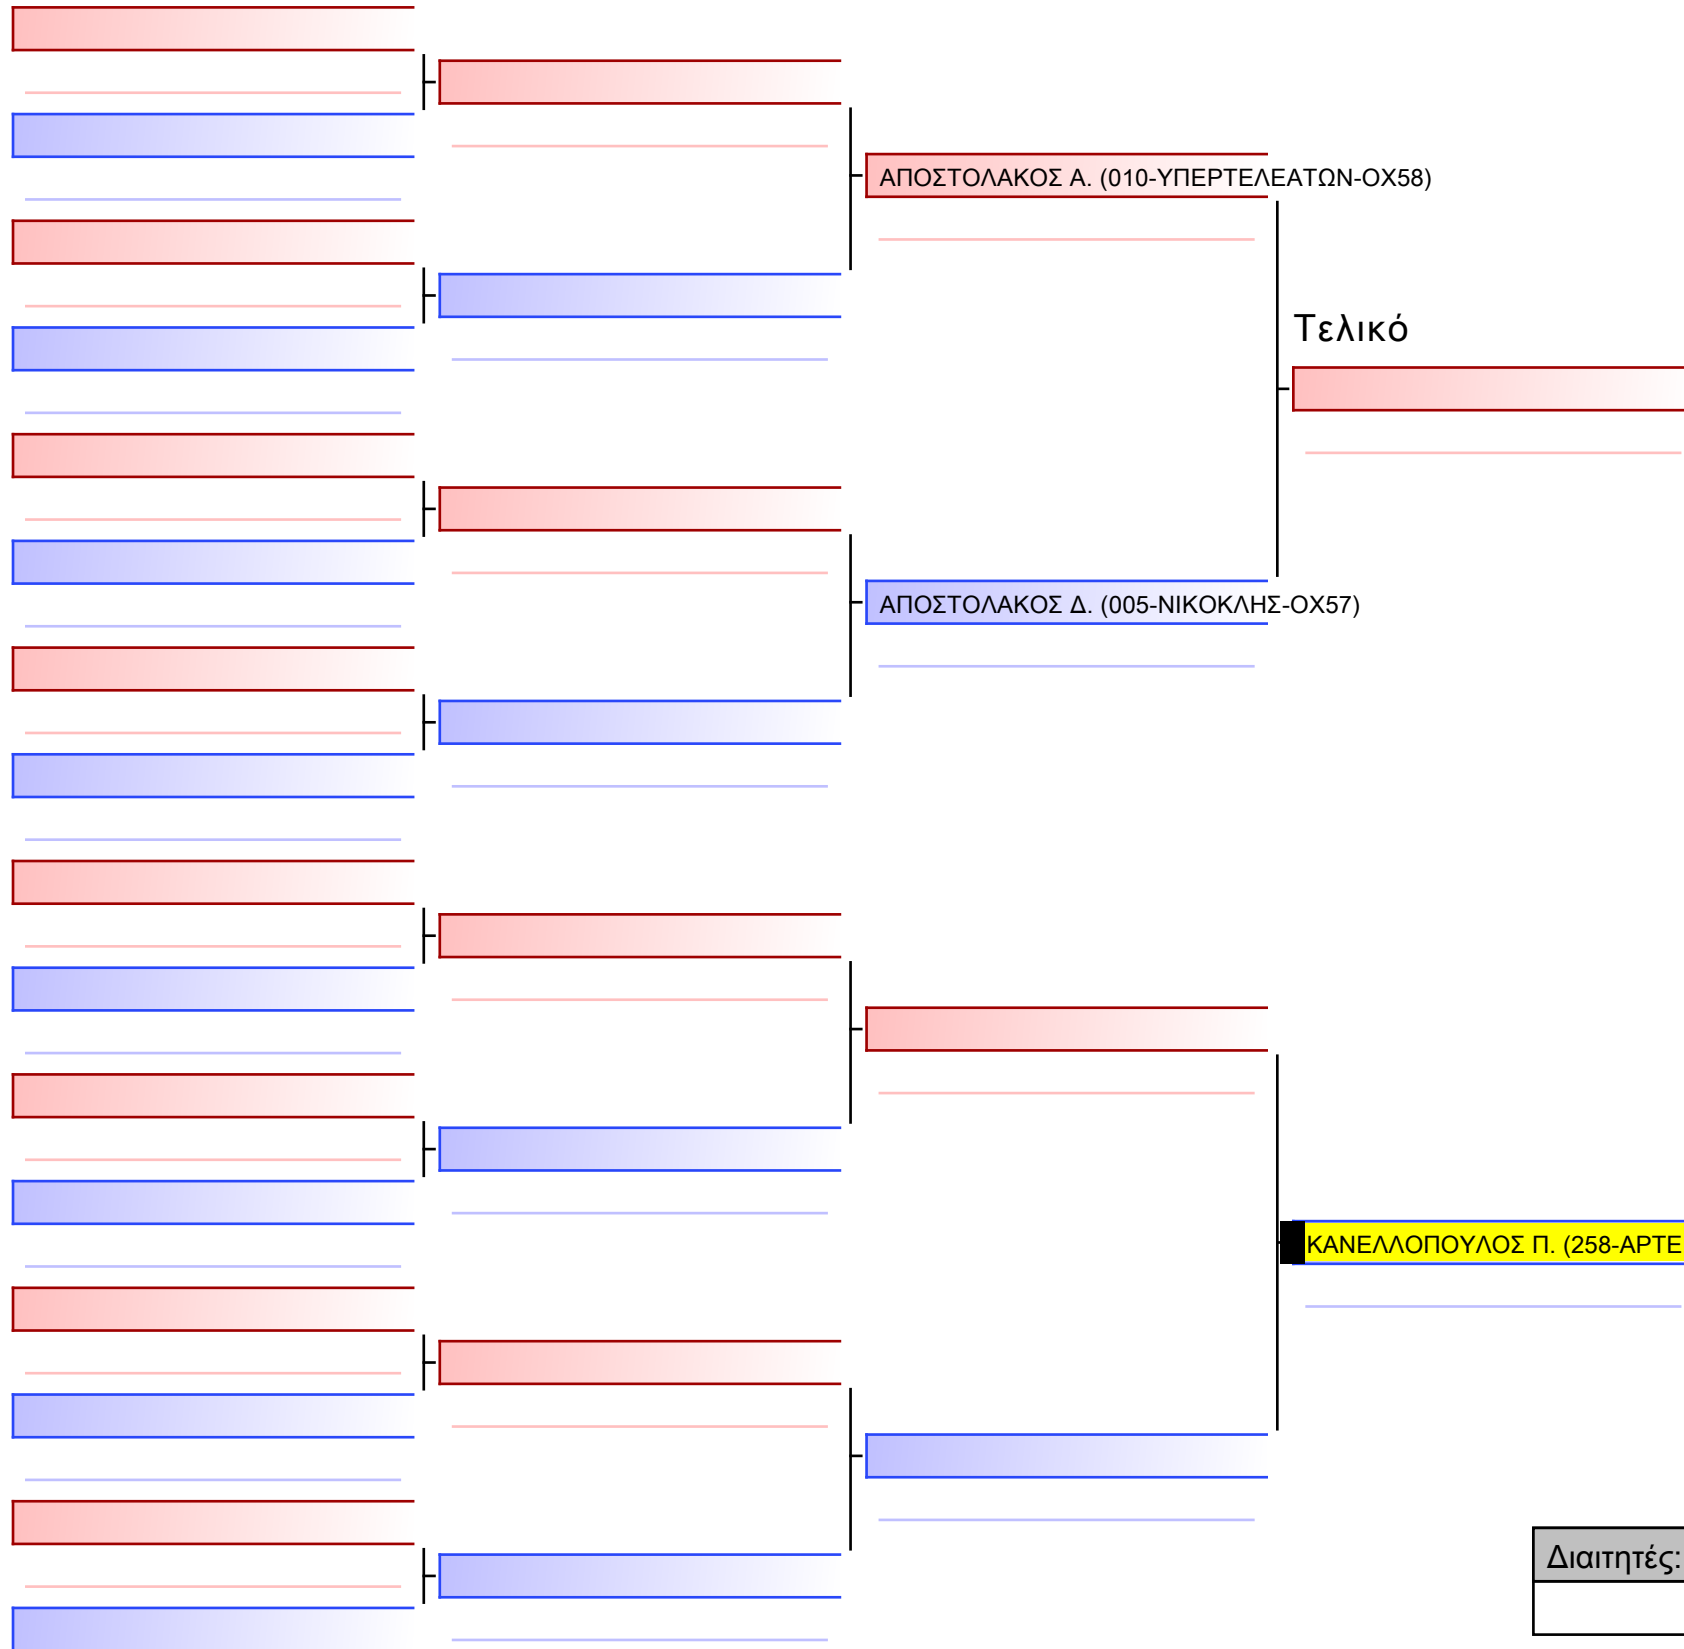 ΑΠΟΣΤΟΛΑΚΟΣ Α. (010-ΥΠΕΡΤΕΛΕΑΤΩΝ-ΟΧ58)
Τελικό
ΑΠΟΣΤΟΛΑΚΟΣ Δ. (005-ΝΙΚΟΚΛΗΣ-ΟΧ57)
ΚΑΝΕΛΛΟΠΟΥΛΟΣ Π. (258-ΑΡΤΕ
Διαιτητές: